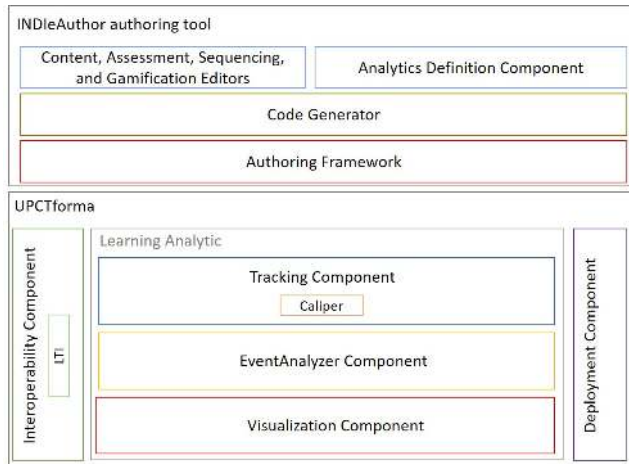 INDIeAuthor authoring tool
Content, Assessment, Sequencing,
and Gamification Editors
Analytics Definition Component
Code Generator
Authoring Framework
UPCTforma
Interoperability Component
LTI
Learning Analytic
Tracking Component
Caliper
EventAnalyzer Component
Visualization Component
Deployment Component